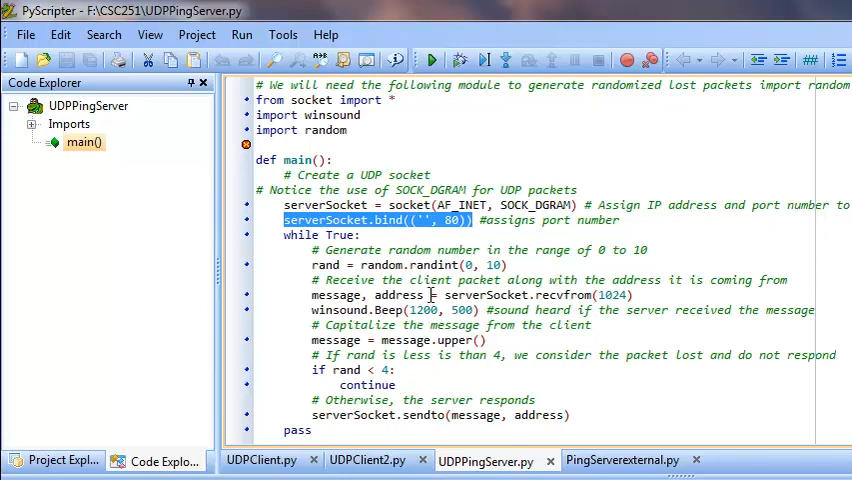 PyScripter - F:\CSC251\UDPPingServer.py
File Edit Search View Project Run Tools Help
Code Explorer
UDPPingServer
Imports
main()
# We will need the following module to generate randomized lost packets import random
from socket import *
import winsound
import random
def main():
# Create a UDP socket
# Notice the use of SOCK_DGRAM for UDP packets
serverSocket = socket(AF_INET, SOCK_DGRAM) # Assign IP address and port number to
serverSocket.bind(('', 80)) #assigns port number
while True:
# Generate random number in the range of 0 to 10
rand = random.randint(0, 10)
# Receive the client packet along with the address it is coming from
message, address = serverSocket.recvfrom(1024)
winsound.Beep(1200, 500) #sound heard if the server received the message
# Capitalize the message from the client
message = message.upper()
# If rand is less is than 4, we consider the packet lost and do not respond
if rand < 4:
continue
# Otherwise, the server responds
serverSocket.sendto(message, address)
pass
Project Expl... Code Explo... UDPClient.py UDPClient2.py UDPPingServer.py PingServerexternal.py